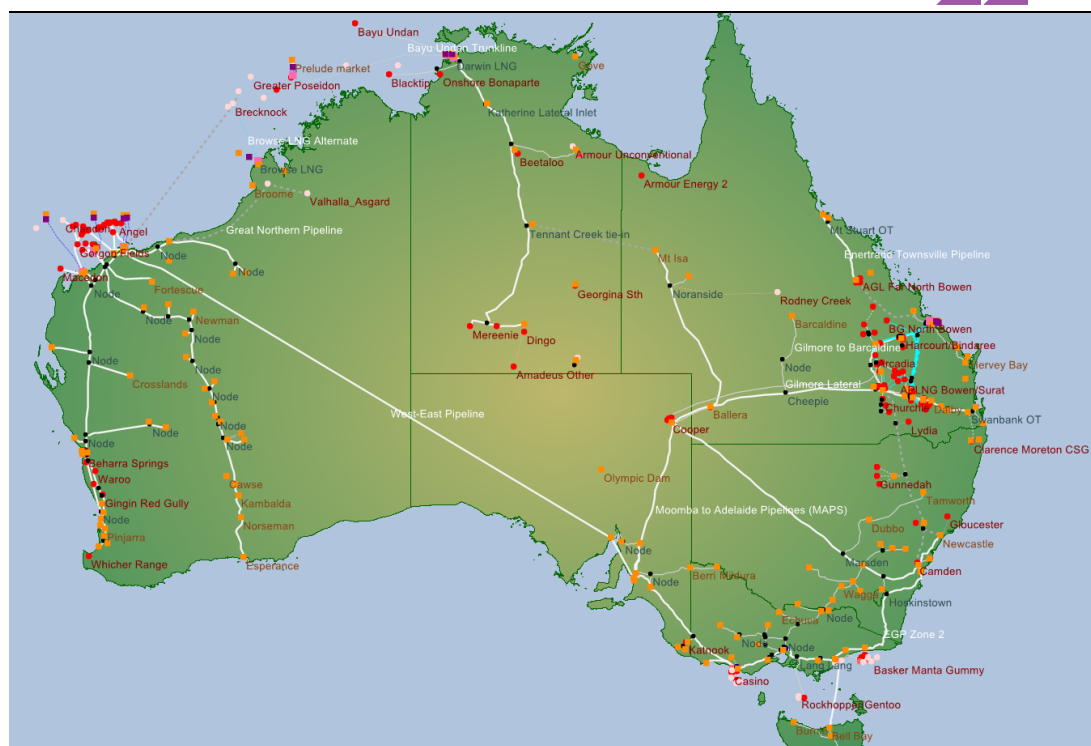 Bayu Undan
Bayu Undan Trunkline
Prelude market
Darwin LNG
Gove
Greater Poseidon
Blacktip
Onshore Bonaparte
Brecknock
Katherine Lateral Inlet
Browse LNG Alternate
Beetaloo
Armour Unconventional
Browse LNG
Armour Energy 2
Broome
Valhalla_Asgard
Mt Stuart OT
Great Northern Pipeline
Angel
Tennant Creek tie-in
Gorgon Fields
Node
Mt Isa
Enertrade Townsville Pipeline
Macedon
Node
Node
Fortescue
Georgina Sth
Noranside
Rodney Creek
AGL Far North Bowen
Node
Newman
Mereenie
Dingo
Barcaldine
BG North Bowen
Harcourt/Bindaree
Gilmore to Barcaldine
Node
Node
Amadeus Other
Node
Arcadia
Hervey Bay
Crosslands
Node
Gilmore Lateral
Cheepie
West-East Pipeline
Ballera
Dalby
Node
Node
Node
Node
Cooper
Lydia
Swanbank OT
Clarence Moreton CSG
Beharra Springs
Waroo
Cawse
Olympic Dam
Gunnedah
Tamworth
Gingin Red Gully
Kambalda
Moomba to Adelaide Pipelines (MAPS)
Node
Norseman
Dubbo
Gloucester
Pinjarra
Node
Newcastle
Whicher Range
Esperance
Node
Berri Mildura
Marsden
Camden
Wagga
Hoskinstown
Echuca
Node
EGP Zone 2
Katnook
Node
Node
Lang Lang
Casino
Basker Manta Gummy
Rockhopper
Gentoo
Bell Bay